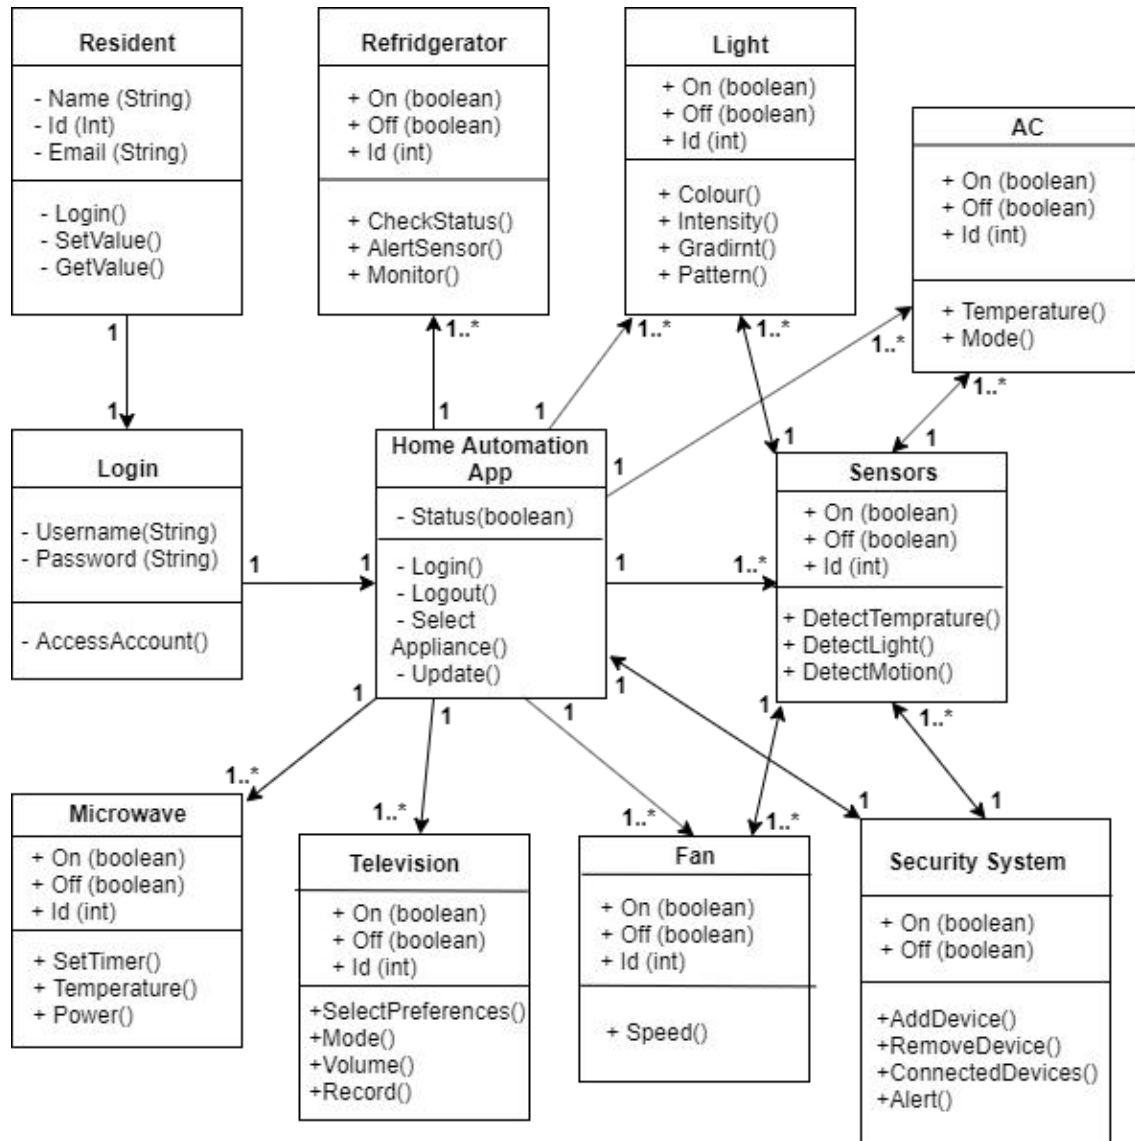 Resident
- Name (String)
- Id (Int)
- Email (String)
- Login()
- SetValue()
- GetValue()
1
Refridgerator
+ On (boolean)
+ Off (boolean)
+ Id (int)
+ CheckStatus()
+ AlertSensor()
+ Monitor()
1..*
Light
+ On (boolean)
+ Off (boolean)
+ Id (int)
+ Colour()
+ Intensity()
+ Gradirnt()
+ Pattern()
1..*
1..*
AC
+ On (boolean)
+ Off (boolean)
+ Id (int)
+ Temperature()
+ Mode()
1..*
1..*
1
Login
- Username(String)
- Password (String)
- AccessAccount()
1
1
1
1
Home Automation
App
- Status(boolean)
- Login()
- Logout()
- Select
Appliance()
- Update()
1
1
1..*
1
1
Sensors
+ On (boolean)
+ Off (boolean)
+ Id (int)
+ DetectTemprature()
+ DetectLight()
+ DetectMotion()
1
1
1
1
1
1..*
1..*
Microwave
+ On (boolean)
+ Off (boolean)
+ Id (int)
+ SetTimer()
+ Temperature()
+ Power()
1..*
Television
+ On (boolean)
+ Off (boolean)
+ Id (int)
+SelectPreferences()
+Mode()
+Volume()
+Record()
1..*
1..*
Fan
+ On (boolean)
+ Off (boolean)
+ Id (int)
+ Speed()
1
1
Security System
+ On (boolean)
+ Off (boolean)
+AddDevice()
+RemoveDevice()
+ConnectedDevices()
+Alert()